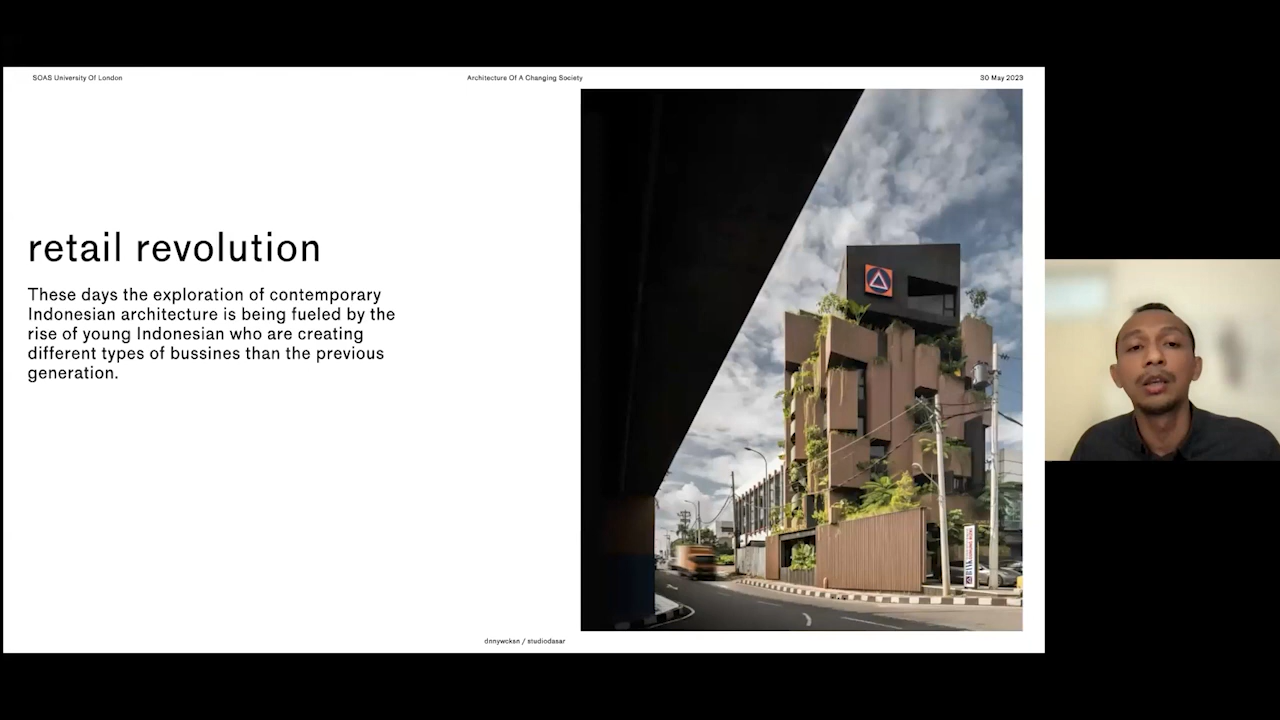 SOAS University Of London
Architecture Of A Changing Society
30 May 2023
retail revolution
These days the exploration of contemporary
Indonesian architecture is being fueled by the
rise of young Indonesian who are creating
different types of bussines than the previous
generation.
dnnywcksn / studiodasar